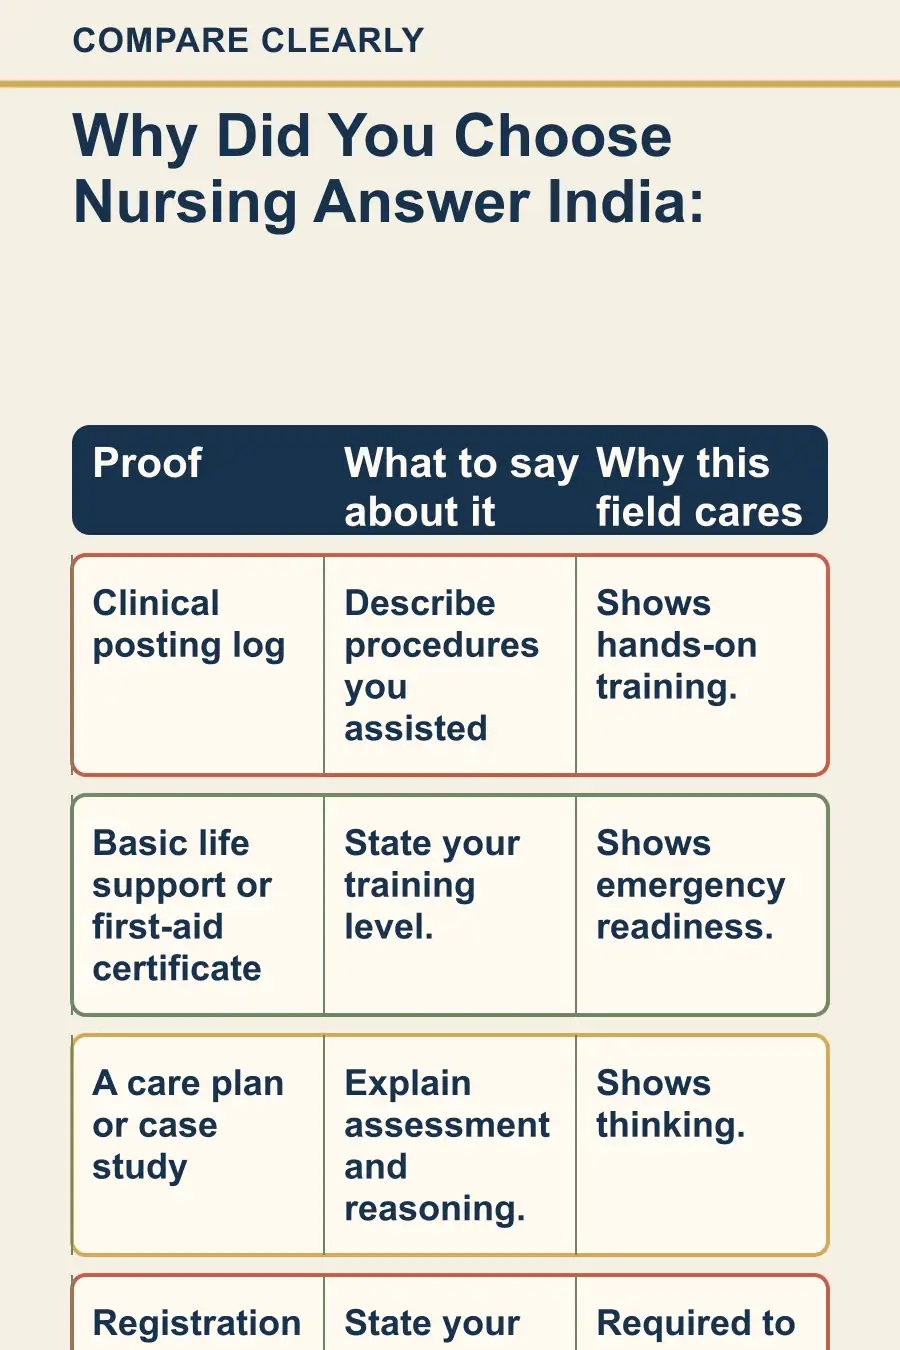 COMPARE CLEARLY
Why Did You Choose
Nursing Answer India:
Proof
What to say
about it
Why this
field cares
Clinical
posting log
Describe
procedures
you
assisted
Shows
hands-on
training.
Basic life
support or
first-aid
certificate
State your
training
level.
Shows
emergency
readiness.
A care plan
or case
study
Explain
assessment
and
reasoning.
Shows
thinking.
Registration
State your
Required to